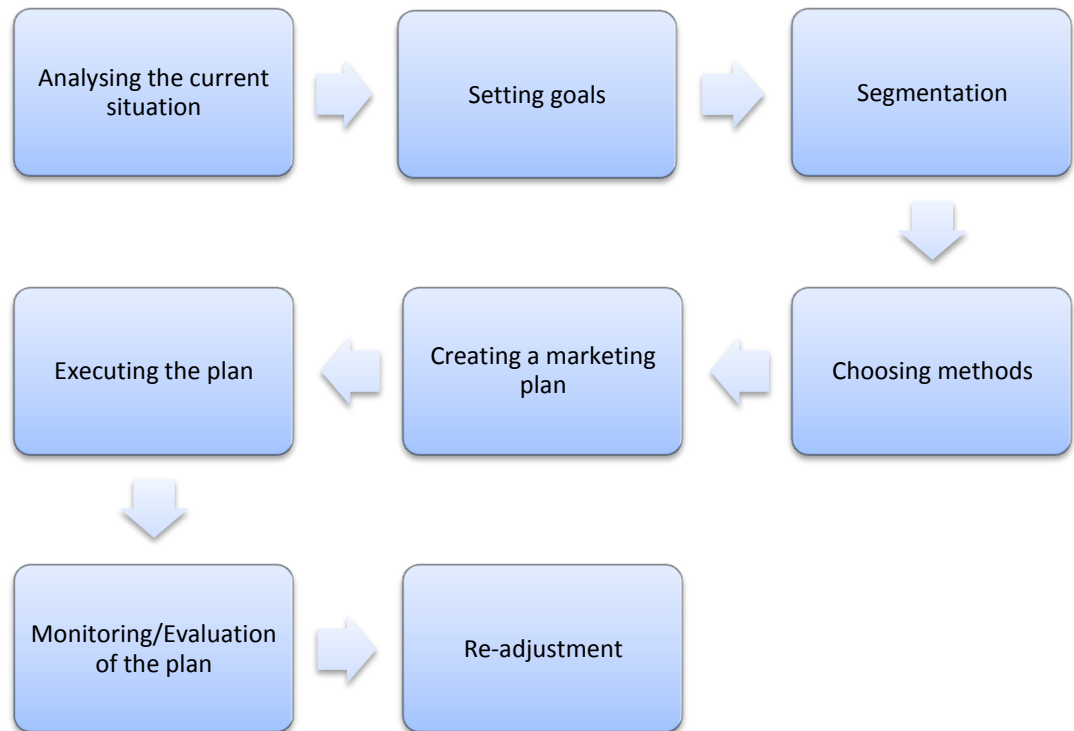 Analysing the current
situation
Setting goals
Segmentation
Choosing methods
Creating a marketing
plan
Executing the plan
Monitoring/Evaluation
of the plan
Re-adjustment